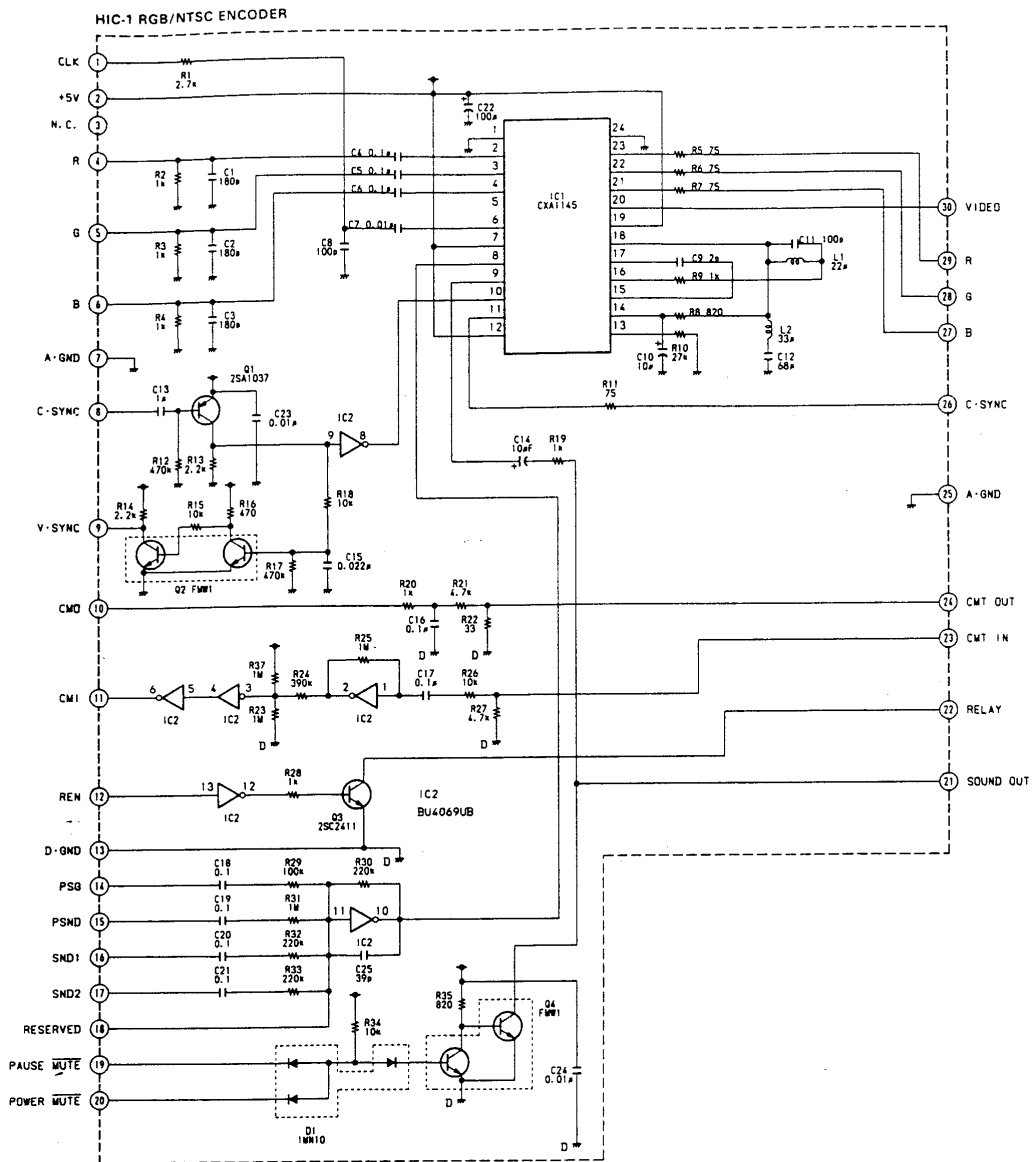 HIC-1 RGB/NTSC ENCODER
CLK 1
R1
2.7k
+5V 2
C22
100µ
N.C. 3
R 4
R2
1k
C1
180p
C4 0.1µ
C5 0.1µ
C6 0.1µ
C7 0.01µ
C8
100p
G 5
R3
1k
C2
180p
B 6
R4
1k
C3
180p
A·GND 7
1
2
3
4
5
6
7
8
9
10
11
12
IC1
CXA1145
24
23
22
21
20
19
18
17
16
15
14
13
R5 75
R6 75
R7 75
30 VIDEO
C11 100p
L1
22µ
29 R
C9 2p
R9 1k
28 G
R8 820
27 B
L2
33µ
C10
10µ
R10
27k
C12
68p
R11
75
26 C·SYNC
Q1
2SA1037
C13
1µ
C·SYNC 8
C23
0.01µ
IC2
9 8
R12
470k
R13
2.2k
C14
10µF
R19
1k
R14
2.2k
R15
10k
R16
470
R18
10k
V·SYNC 9
25 A·GND
R17
470k
C15
0.022µ
Q2 FMW1
CMO 10
R20
1k
R21
4.7k
C16
0.1µ
R22
33
D
D
24 CMT OUT
23 CMT IN
R25
1M
R37
1M
R24
390k
C17
0.1µ
R26
10k
CMI 11
6 5
4 3
2 1
IC2
IC2
IC2
R23
1M
R27
4.7k
D
D
22 RELAY
REN 12
13 12
IC2
R28
1k
Q3
2SC2411
IC2
BU4069UB
21 SOUND OUT
D·GND 13
D
PSG 14
C18
0.1
R29
100k
R30
220k
PSND 15
C19
0.1
R31
1M
11 10
IC2
SND1 16
C20
0.1
R32
220k
C25
39p
SND2 17
C21
0.1
R33
220k
RESERVED 18
R34
10k
R35
820
Q4
FMW1
PAUSE MUTE 19
POWER MUTE 20
D1
1MN10
C24
0.01µ
D
D